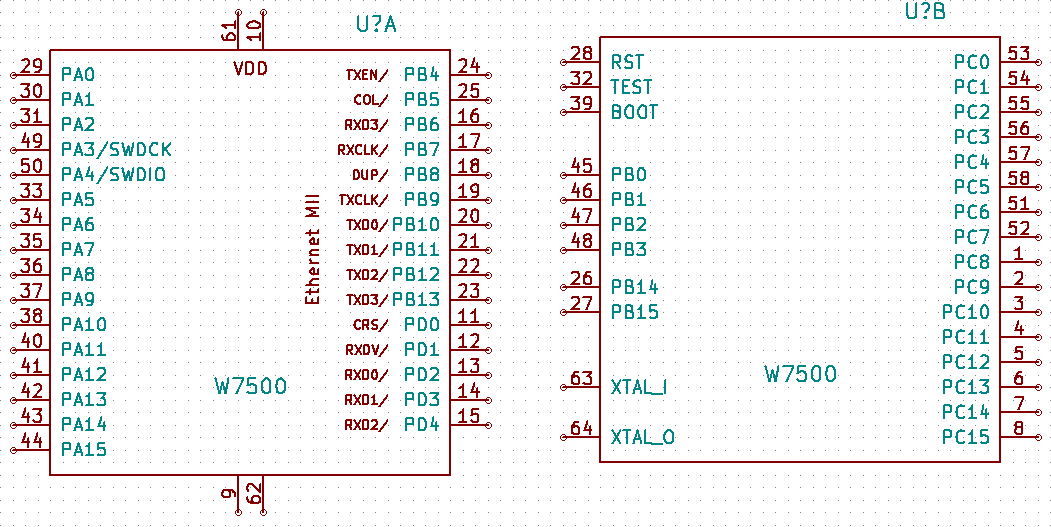 U?A
61 10
VDD
29 PA0 TXEN/ PB4 24
30 PA1 COL/ PB5 25
31 PA2 RXD3/ PB6 16
49 PA3/SWDCK RXCLK/ PB7 17
50 PA4/SWDIO DUP/ PB8 18
33 PA5 TXCLK/ PB9 19
34 PA6 TXD0/ PB10 20
35 PA7 TXD1/ PB11 21
36 PA8 TXD2/ PB12 22
37 PA9 TXD3/ PB13 23
38 PA10 CRS/ PD0 11
40 PA11 RXDV/ PD1 12
41 PA12 RXD0/ PD2 13
42 PA13 RXD1/ PD3 14
43 PA14 RXD2/ PD4 15
44 PA15
Ethernet MII
W7500
9 62
U?B
28 RST PC0 53
32 TEST PC1 54
39 BOOT PC2 55
PC3 56
PC4 57
45 PB0 PC5 58
46 PB1 PC6 51
47 PB2 PC7 52
48 PB3 PC8 1
26 PB14 PC9 2
27 PB15 PC10 3
PC11 4
PC12 5
W7500
63 XTAL_I PC13 6
PC14 7
64 XTAL_O PC15 8